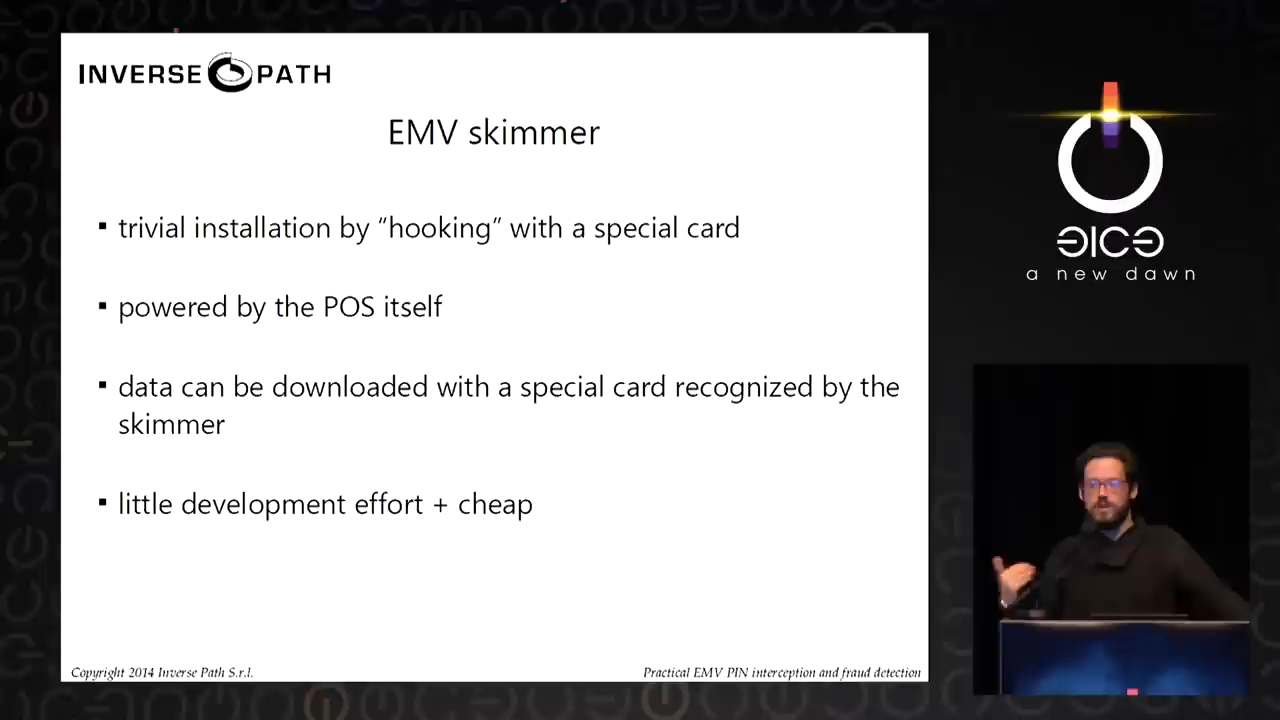 INVERSE PATH
EMV skimmer
▪ trivial installation by “hooking” with a special card
▪ powered by the POS itself
▪ data can be downloaded with a special card recognized by the
skimmer
▪ little development effort + cheap
Copyright 2014 Inverse Path S.r.l.
Practical EMV PIN interception and fraud detection
a new dawn